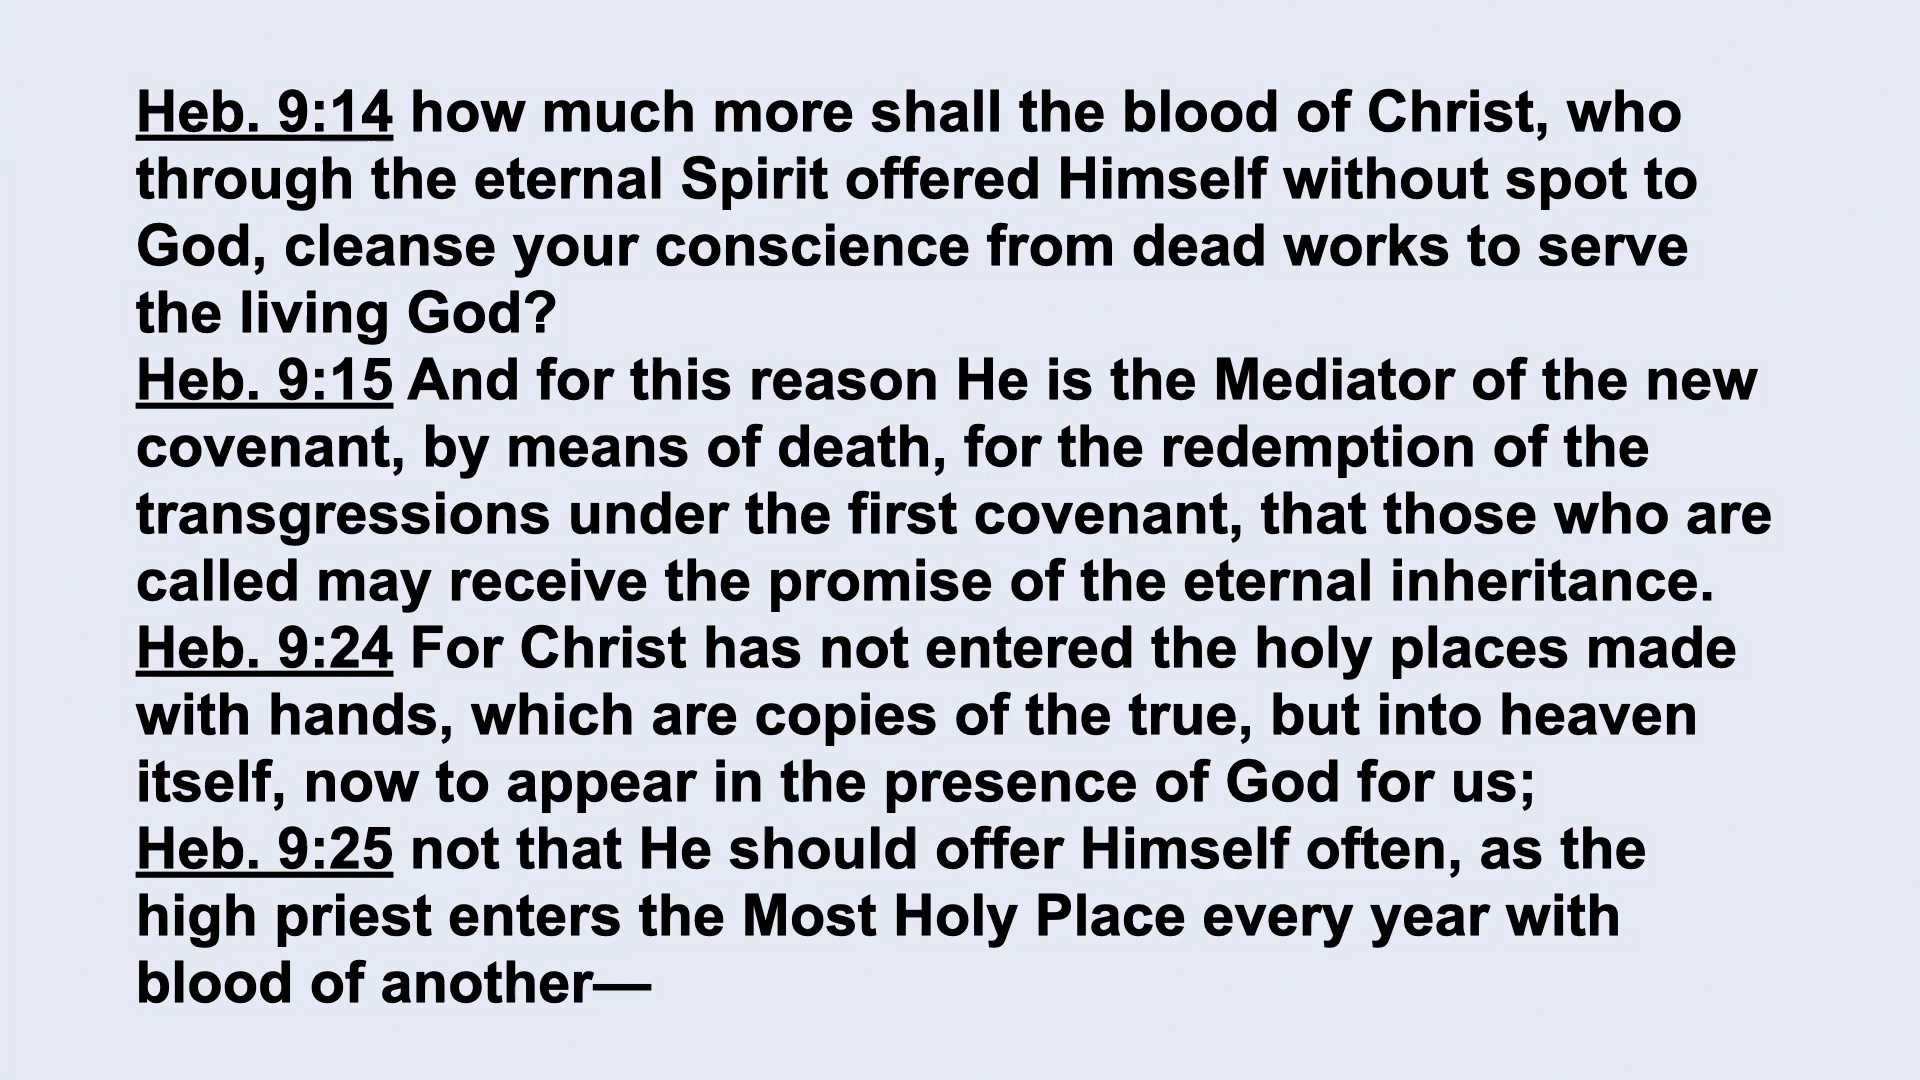 Heb. 9:14 how much more shall the blood of Christ, who
through the eternal Spirit offered Himself without spot to
God, cleanse your conscience from dead works to serve
the living God?
Heb. 9:15 And for this reason He is the Mediator of the new
covenant, by means of death, for the redemption of the
transgressions under the first covenant, that those who are
called may receive the promise of the eternal inheritance.
Heb. 9:24 For Christ has not entered the holy places made
with hands, which are copies of the true, but into heaven
itself, now to appear in the presence of God for us;
Heb. 9:25 not that He should offer Himself often, as the
high priest enters the Most Holy Place every year with
blood of another—